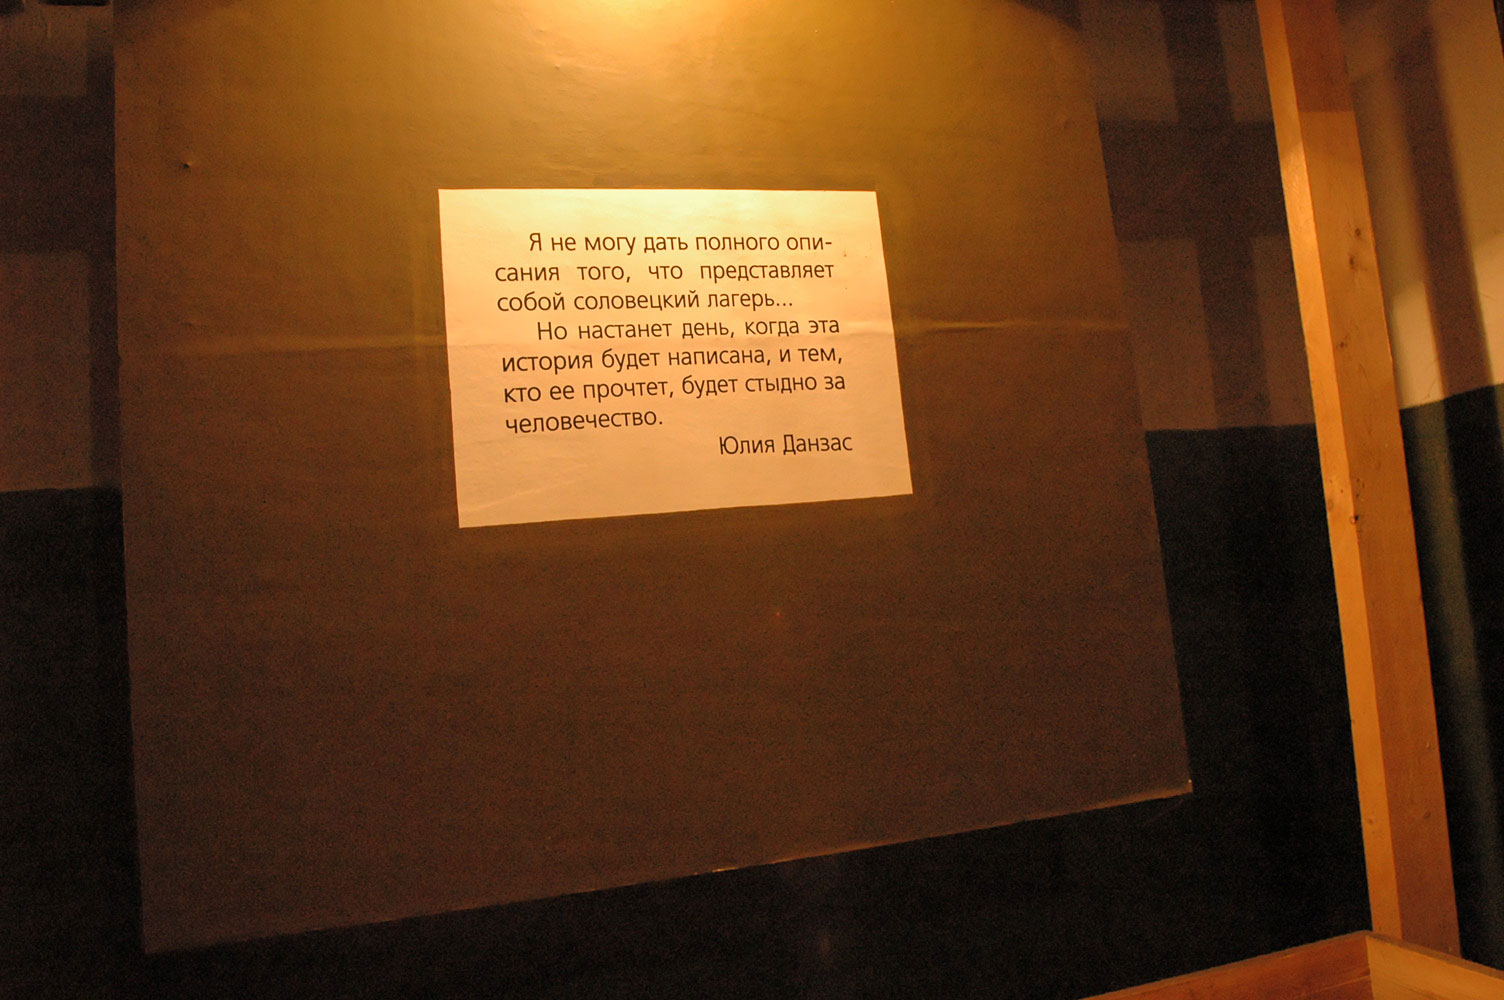 Я не могу дать полного опи-
сания того, что представляет
собой соловецкий лагерь...
Но настанет день, когда эта
история будет написана, и тем,
кто ее прочтет, будет стыдно за
человечество.
Юлия Данзас